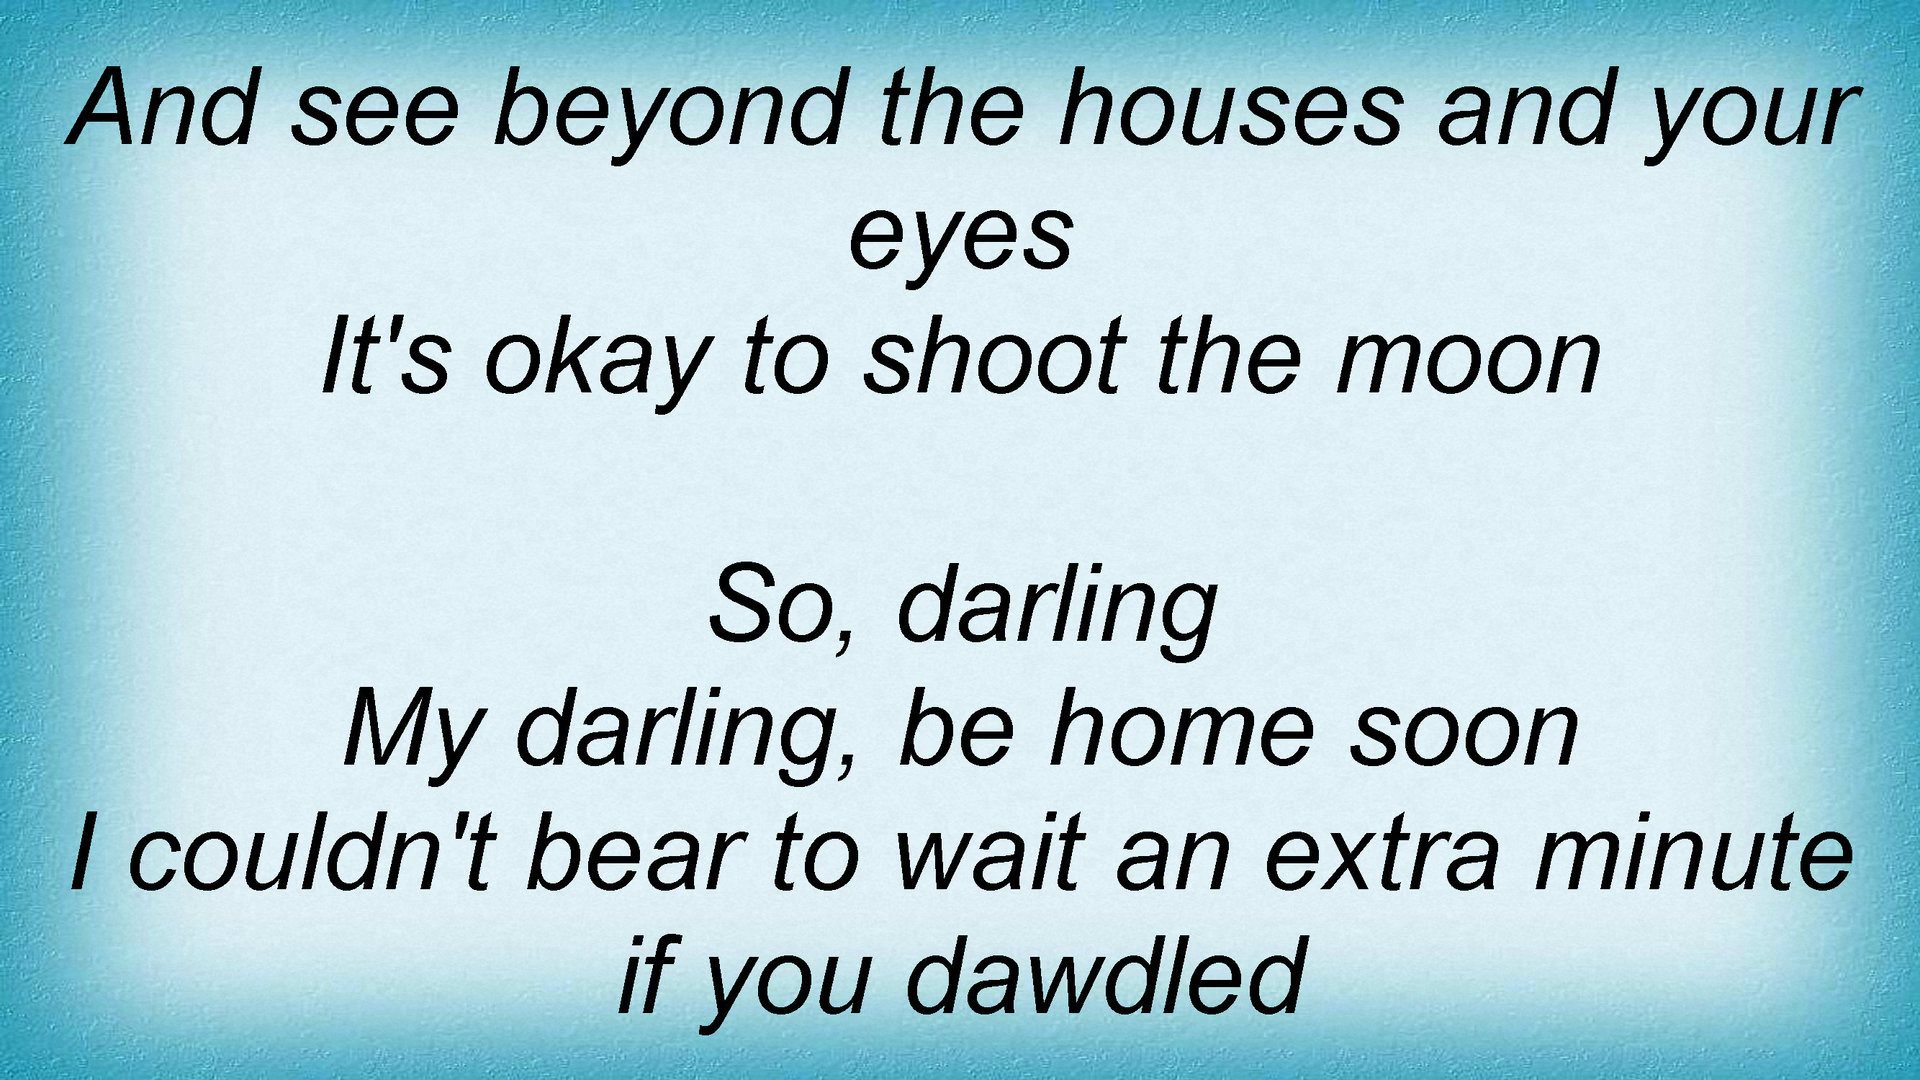 And see beyond the houses and your
eyes
It's okay to shoot the moon
So, darling
My darling, be home soon
I couldn't bear to wait an extra minute
if you dawdled